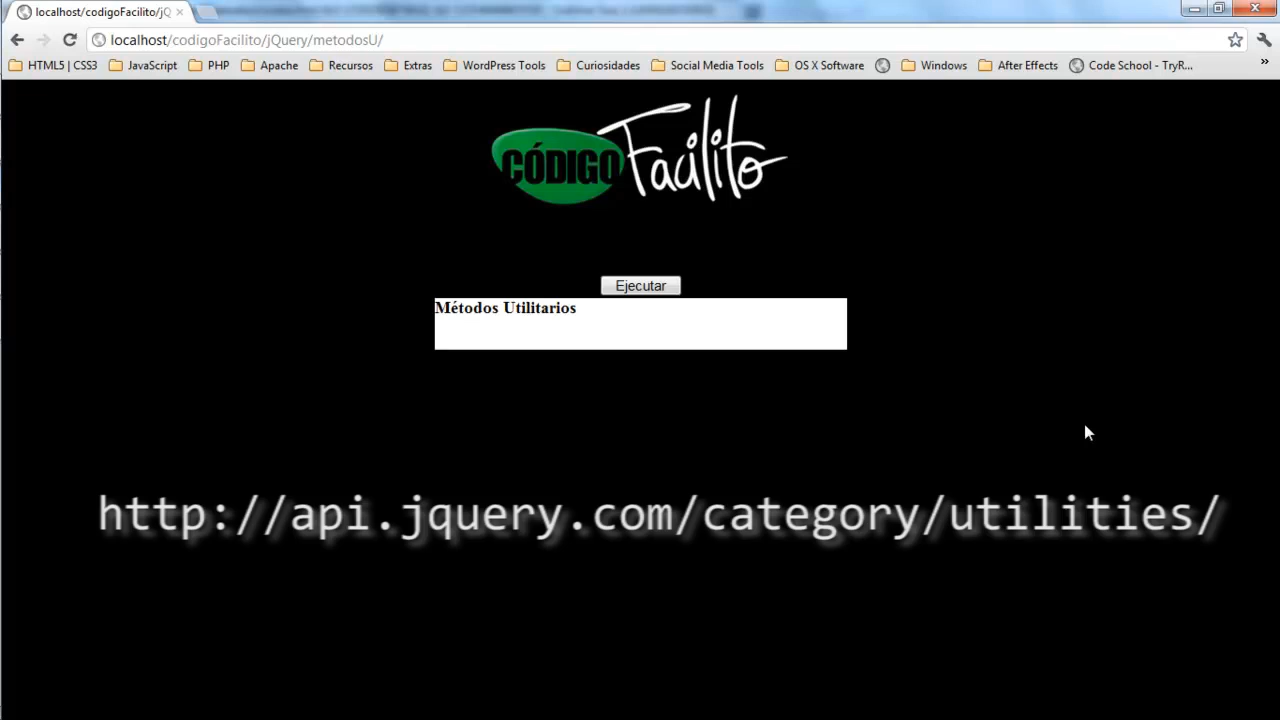 localhost/codigoFacilito/jQ
localhost/codigoFacilito/jQuery/metodosU/
HTML5 | CSS3 JavaScript PHP Apache Recursos Extras WordPress Tools Curiosidades Social Media Tools OS X Software Windows After Effects Code School - TryR... »
CÓDIGO Facilito
Ejecutar
Métodos Utilitarios
http://api.jquery.com/category/utilities/